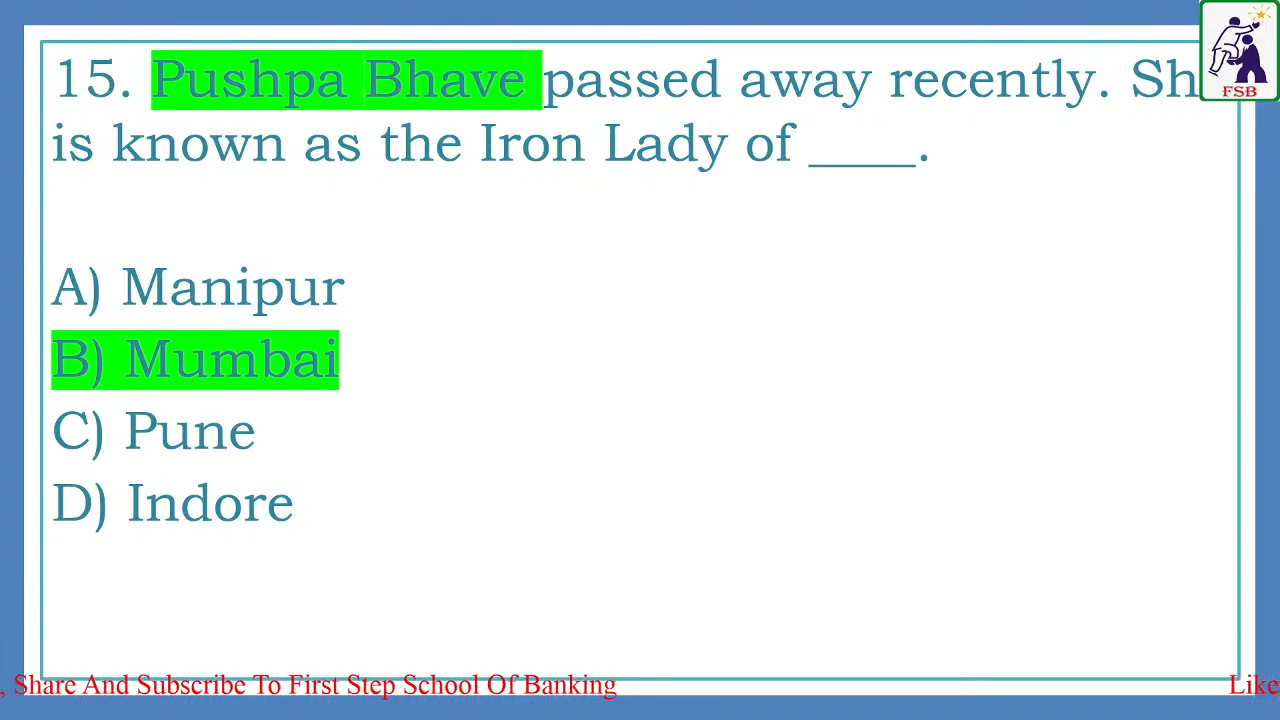 15. Pushpa Bhave passed away recently. Sh
is known as the Iron Lady of ____.
A) Manipur
B) Mumbai
C) Pune
D) Indore
FSB
, Share And Subscribe To First Step School Of Banking
Like